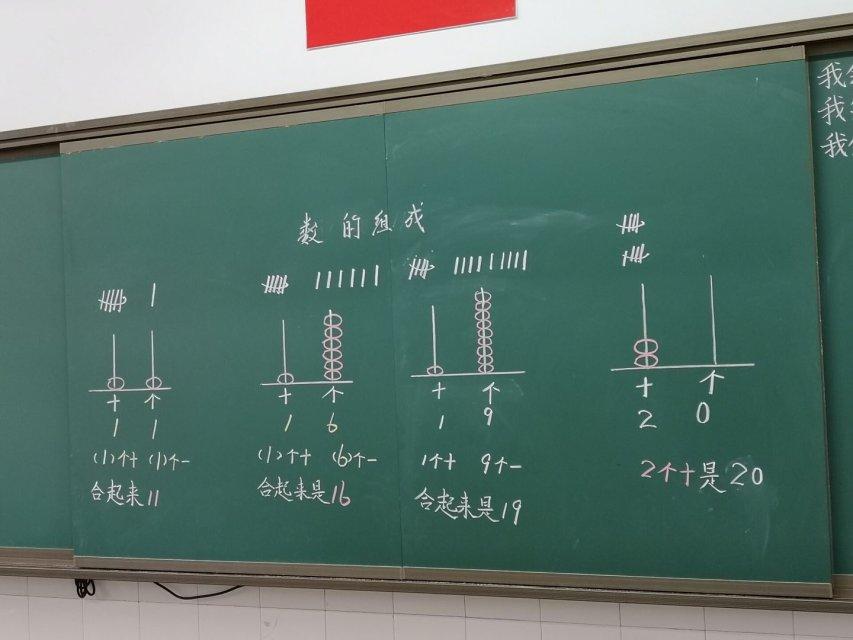 数的组成
十 个
1 1
(1)个十 (1)个一
合起来11
十 个
1 6
(1)个十 (6)个一
合起来是16
十 个
1 9
1个十 9个一
合起来是19
十 个
2 0
2个十是20
我
我
我